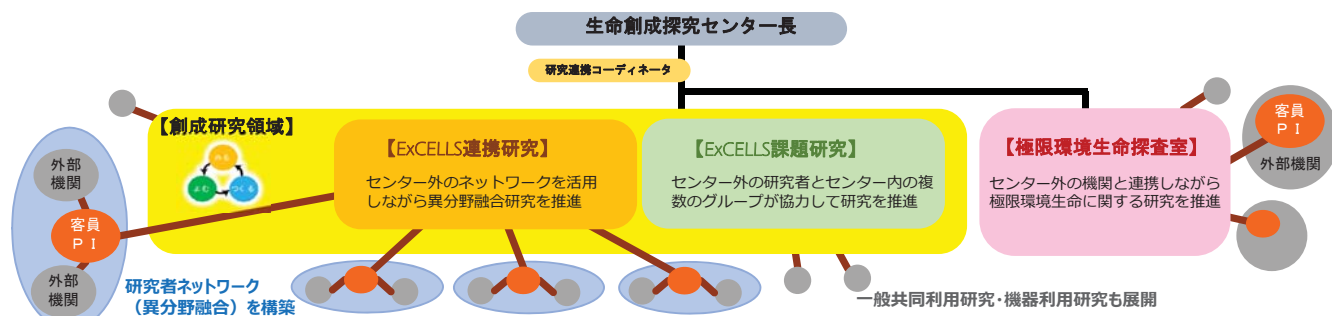 生命創成探究センター長
研究連携コーディネータ
【創成研究領域】
みる
よむ
つくる
【ExCELLS連携研究】
センター外のネットワークを活用
しながら異分野融合研究を推進
【ExCELLS課題研究】
センター外の研究者とセンター内の複
数のグループが協力して研究を推進
【極限環境生命探査室】
センター外の機関と連携しながら
極限環境生命に関する研究を推進
客員
ＰＩ
外部機関
外部
機関
客員
ＰＩ
外部
機関
研究者ネットワーク
（異分野融合）を構築
一般共同利用研究・機器利用研究も展開